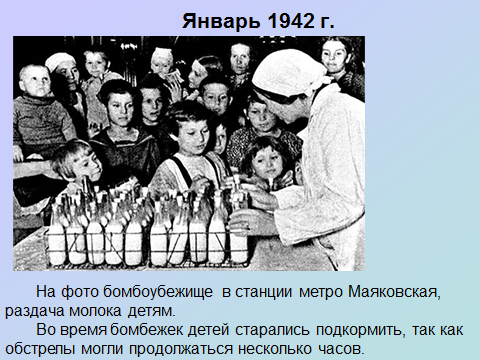 Январь 1942 г.
На фото бомбоубежище в станции метро Маяковская,
раздача молока детям.
Во время бомбежек детей старались подкормить, так как
обстрелы могли продолжаться несколько часов.